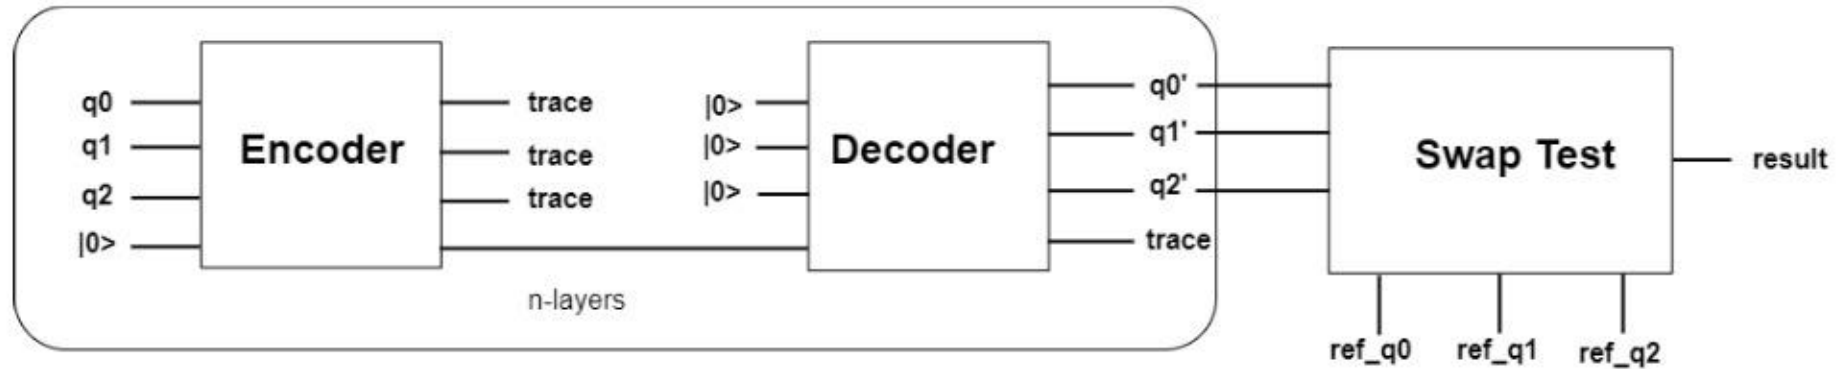 q0
q1
q2
|0>
Encoder
trace
trace
trace
n-layers
|0>
|0>
|0>
Decoder
q0'
q1'
q2'
trace
Swap Test
result
ref_q0
ref_q1
ref_q2